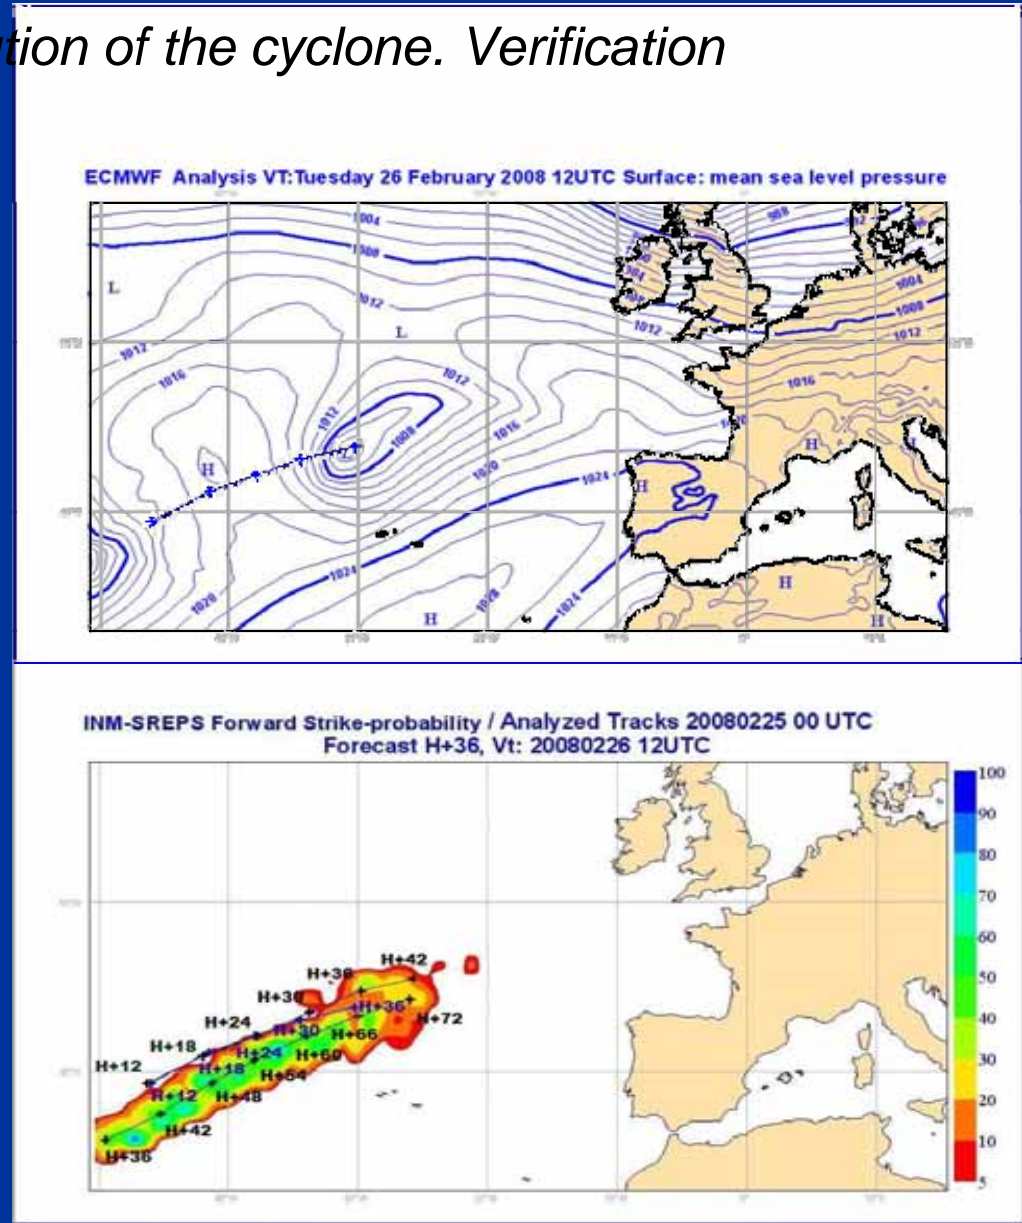 tion of the cyclone. Verification
ECMWF Analysis VT:Tuesday 26 February 2008 12UTC Surface: mean sea level pressure
1004
988
1008
1004
L
1012
1008
1012
L
1012
1012
1016
1012
1016
1012
1008
1016
H
H
L
1020
1024
H
1024
1020
1028
1024
H
H
H
INM-SREPS Forward Strike-probability / Analyzed Tracks 20080225 00 UTC
Forecast H+36, Vt: 20080226 12UTC
100
90
80
70
60
50
40
30
20
10
5
H+42
H+36
H+30
H+36
H+72
H+24
H+30
H+66
H+18
H+24
H+60
H+12
H+18
H+54
H+12
H+48
H+42
H+36